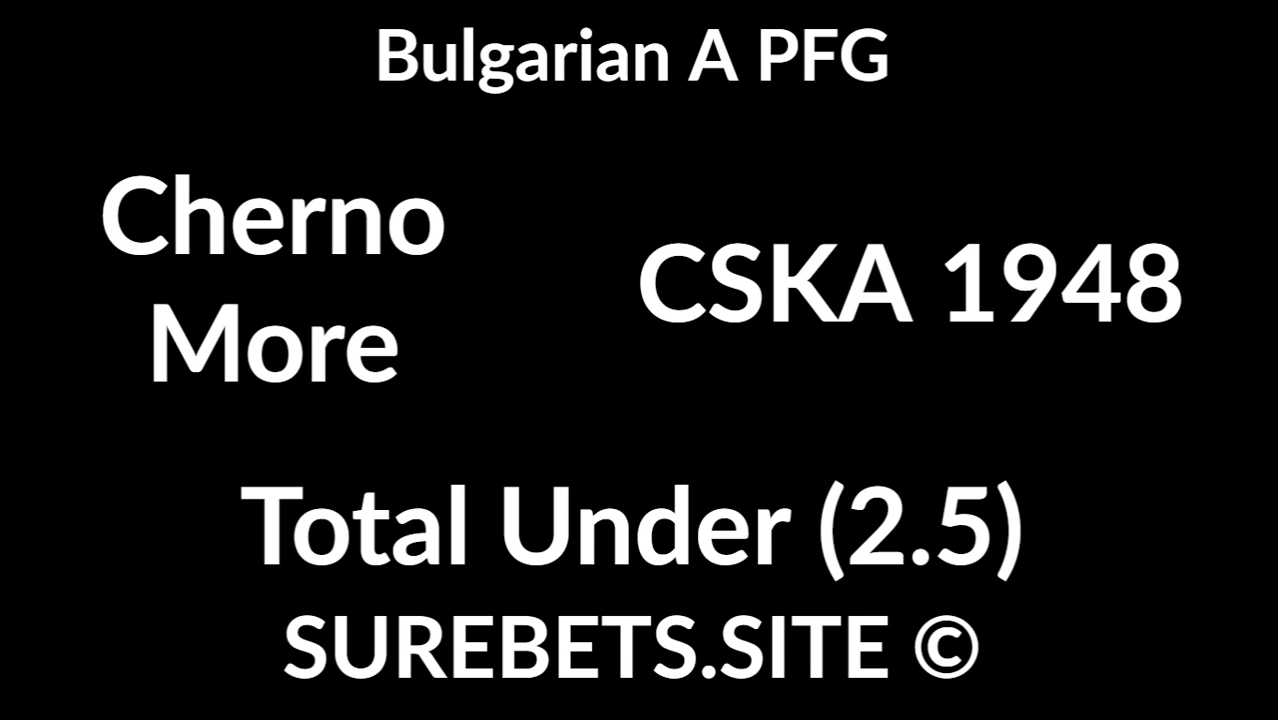 Bulgarian A PFG
Cherno
More
CSKA 1948
Total Under (2.5)
SUREBETS.SITE ©